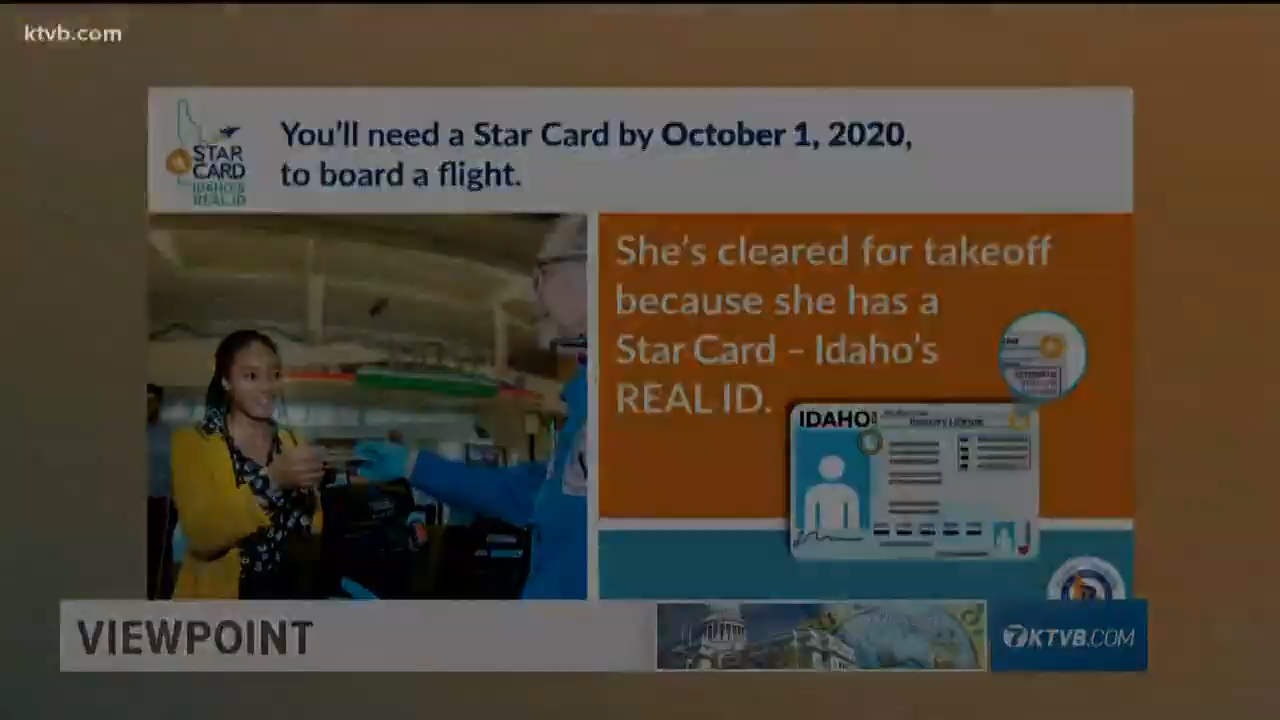 ktvb.com
You'll need a Star Card by October 1, 2020,
to board a flight.
STAR
CARD
IDAHO'S
REAL ID
She's cleared for takeoff
because she has a
Star Card – Idaho's
REAL ID.
IDAHO
VIEWPOINT
7KTVB.COM